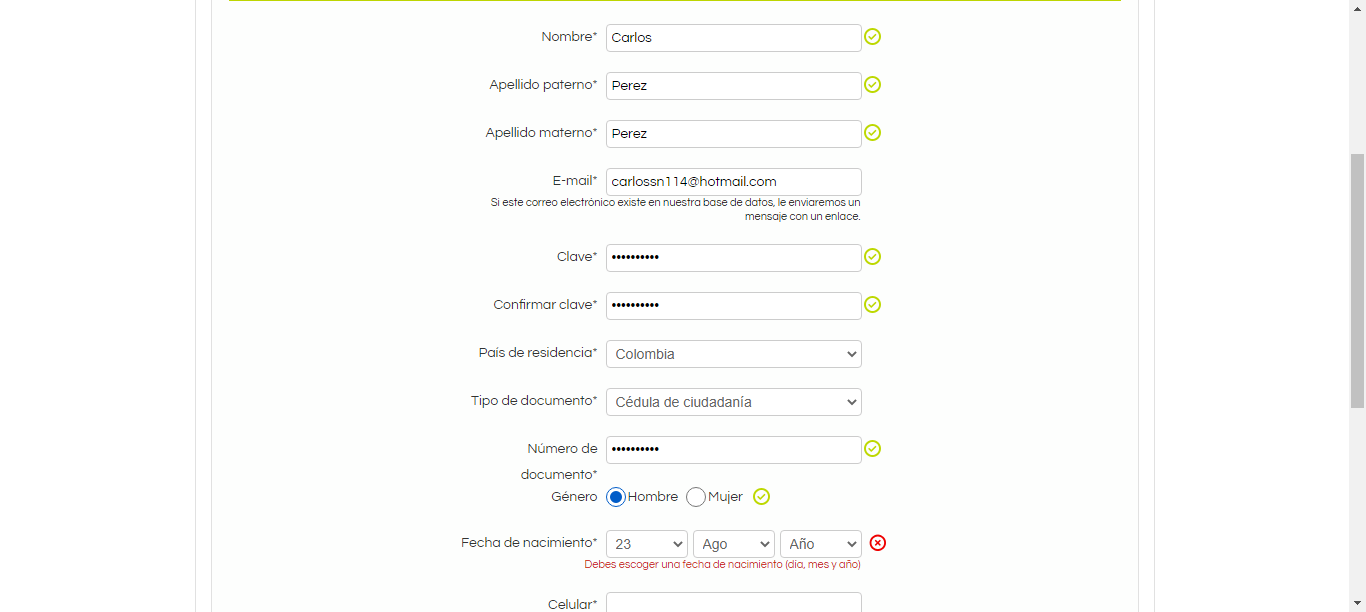 Nombre* Carlos
Apellido paterno* Perez
Apellido materno* Perez
E-mail* carlossn114@hotmail.com
Si este correo electrónico existe en nuestra base de datos, le enviaremos un
mensaje con un enlace.
Clave* ••••••••••
Confirmar clave* ••••••••••
País de residencia* Colombia
Tipo de documento* Cédula de ciudadanía
Número de ••••••••••
documento*
Género Hombre Mujer
Fecha de nacimiento* 23 Ago Año
Debes escoger una fecha de nacimiento (día, mes y año)
Celular*